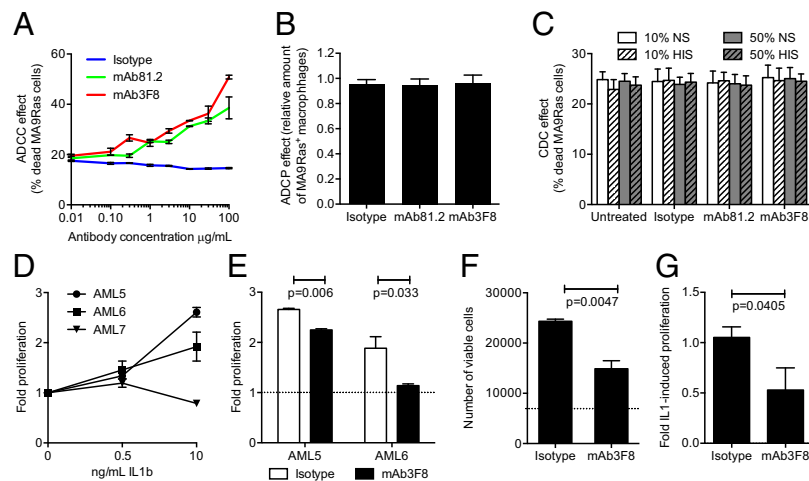 A
ADCC effect
(% dead MA9Ras cells)
60
40
20
0
Isotype
mAb81.2
mAb3F8
0.01
0.10
1
10
100
Antibody concentration µg/mL
B
ADCP effect (relative amount
of MA9Ras+ macrophhages)
1.2
1.0
0.8
0.6
0.4
0.2
0.0
Isotype
mAb81.2
mAb3F8
C
10% NS
50% NS
10% HIS
50% HIS
CDC effect
(% dead MA9Ras cells)
30
20
10
0
Untreated
Isotype
mAb81.2
mAb3F8
D
Fold proliferation
3
2
1
0
AML5
AML6
AML7
0
0.5
10
ng/mL IL1b
E
Fold proliferation
3
2
1
0
p=0.006
p=0.033
AML5
AML6
Isotype
mAb3F8
F
Number of viable cells
30000
20000
10000
0
p=0.0047
Isotype
mAb3F8
G
Fold IL1-induced proliferation
1.5
1.0
0.5
0.0
p=0.0405
Isotype
mAb3F8